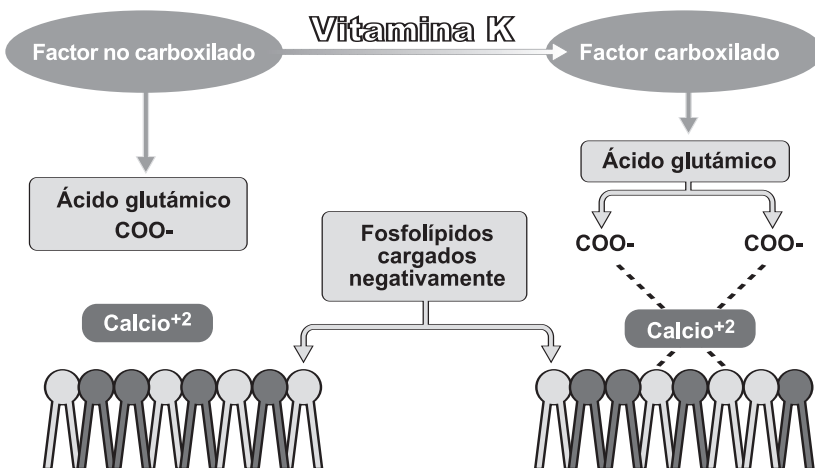 Vitamina K
Factor no carboxilado
Factor carboxilado
Ácido glutámico
COO-
Ácido glutámico
COO-
COO-
Fosfolípidos
cargados
negativamente
Calcio+2
Calcio+2